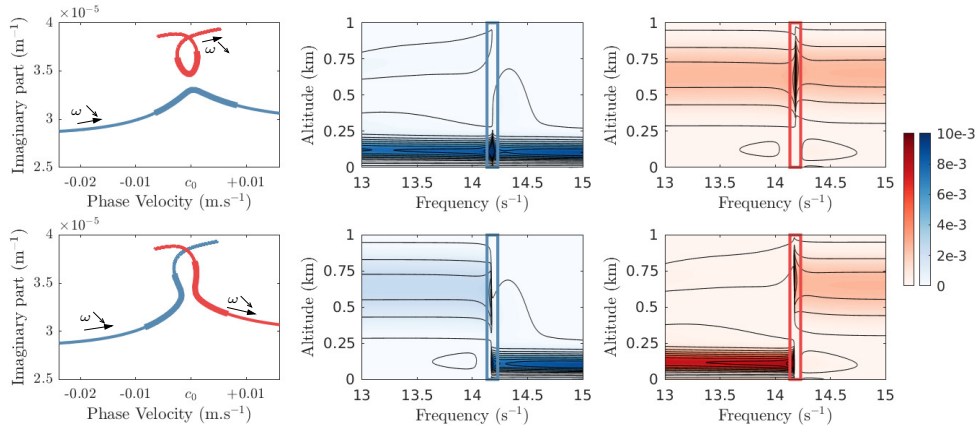 × 10⁻⁵
4
3.5
3
2.5
Imaginary part (m⁻¹)
ω
ω
-0.02 -0.01 c₀ +0.01
Phase Velocity (m.s⁻¹)
1
0.75
0.5
0.25
0
Altitude (km)
13 13.5 14 14.5 15
Frequency (s⁻¹)
1
0.75
0.5
0.25
0
Altitude (km)
13 13.5 14 14.5 15
Frequency (s⁻¹)
10e-3
6e-3
2e-3
0
× 10⁻⁵
4
3.5
3
2.5
Imaginary part (m⁻¹)
ω
ω
-0.02 -0.01 c₀ +0.01
Phase Velocity (m.s⁻¹)
1
0.75
0.5
0.25
0
Altitude (km)
13 13.5 14 14.5 15
Frequency (s⁻¹)
1
0.75
0.5
0.25
0
Altitude (km)
13 13.5 14 14.5 15
Frequency (s⁻¹)